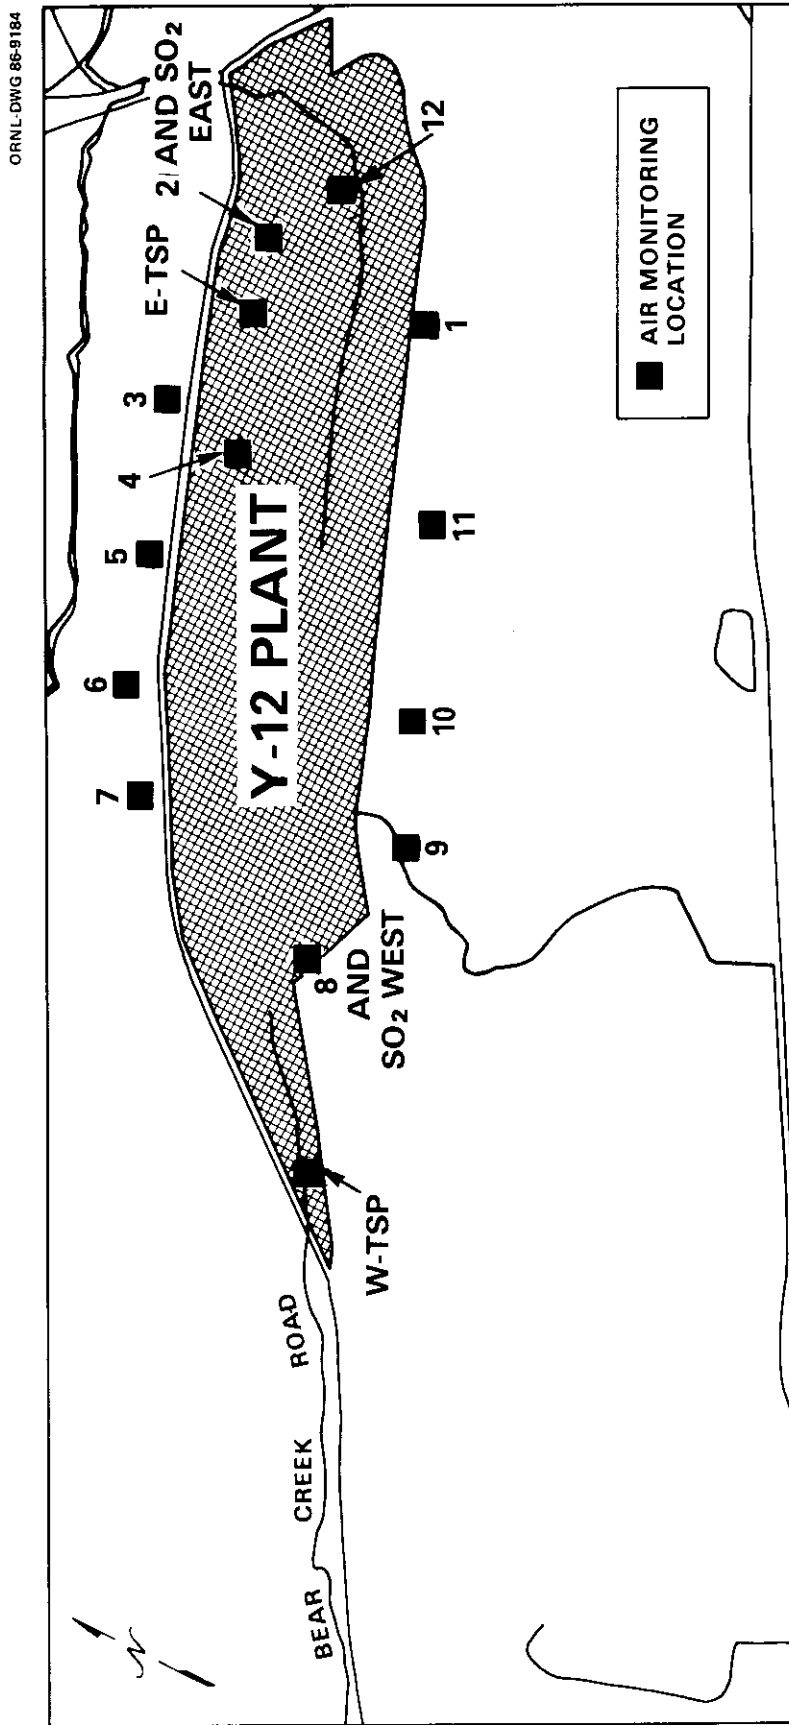 ORNL-DWG 86-9184
2 AND SO₂
EAST
E-TSP
12
3
4
1
5
Y-12 PLANT
11
6
7
10
9
8
AND
SO₂ WEST
W-TSP
BEAR CREEK ROAD
N
AIR MONITORING
LOCATION